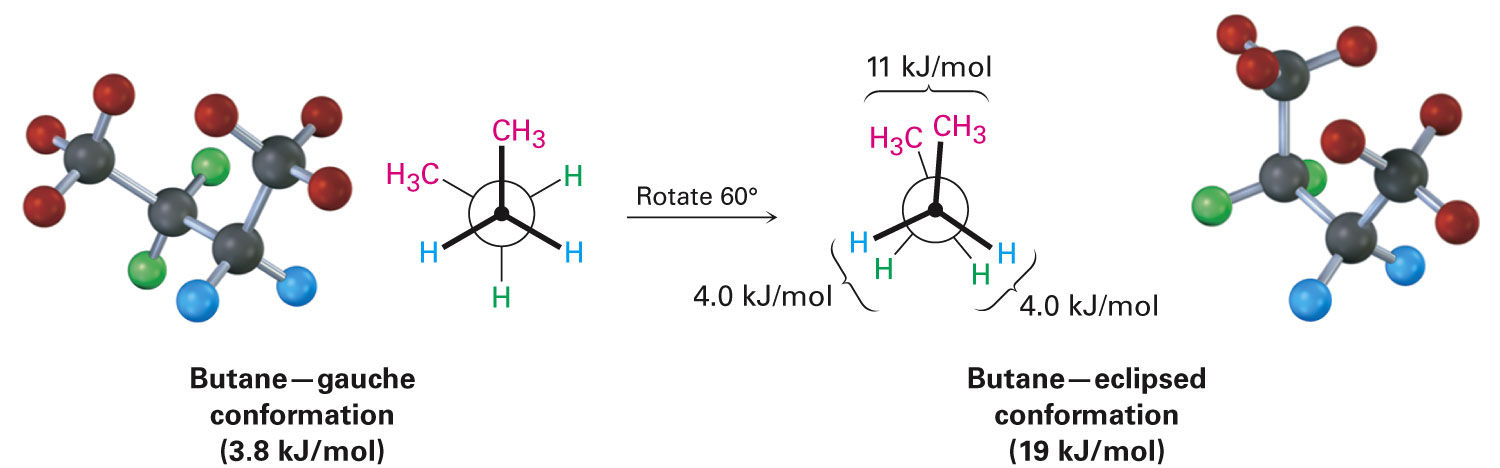 CH₃
H₃C
H
H
H
H
Rotate 60°
11 kJ/mol
H₃C CH₃
H
H
H
H
4.0 kJ/mol
4.0 kJ/mol
Butane—gauche
conformation
(3.8 kJ/mol)
Butane—eclipsed
conformation
(19 kJ/mol)